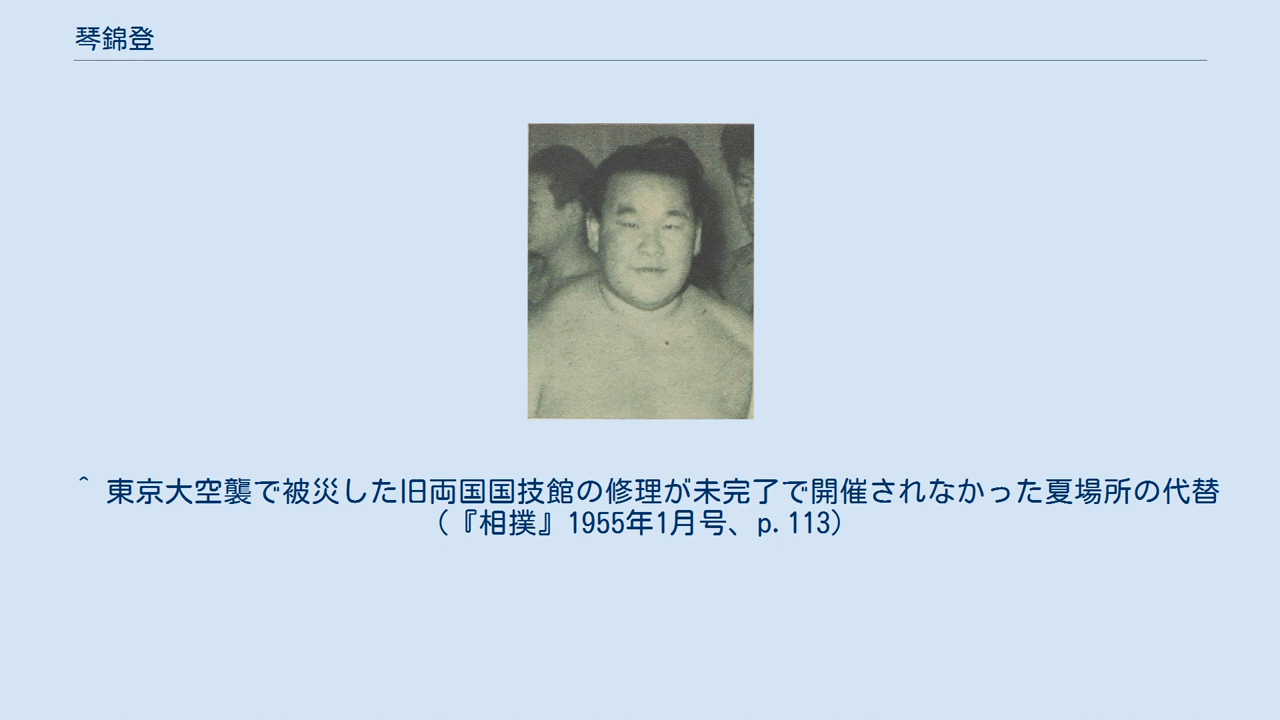 琴錦登
^ 東京大空襲で被災した旧両国国技館の修理が未完了で開催されなかった夏場所の代替
（『相撲』1955年1月号、p. 113）